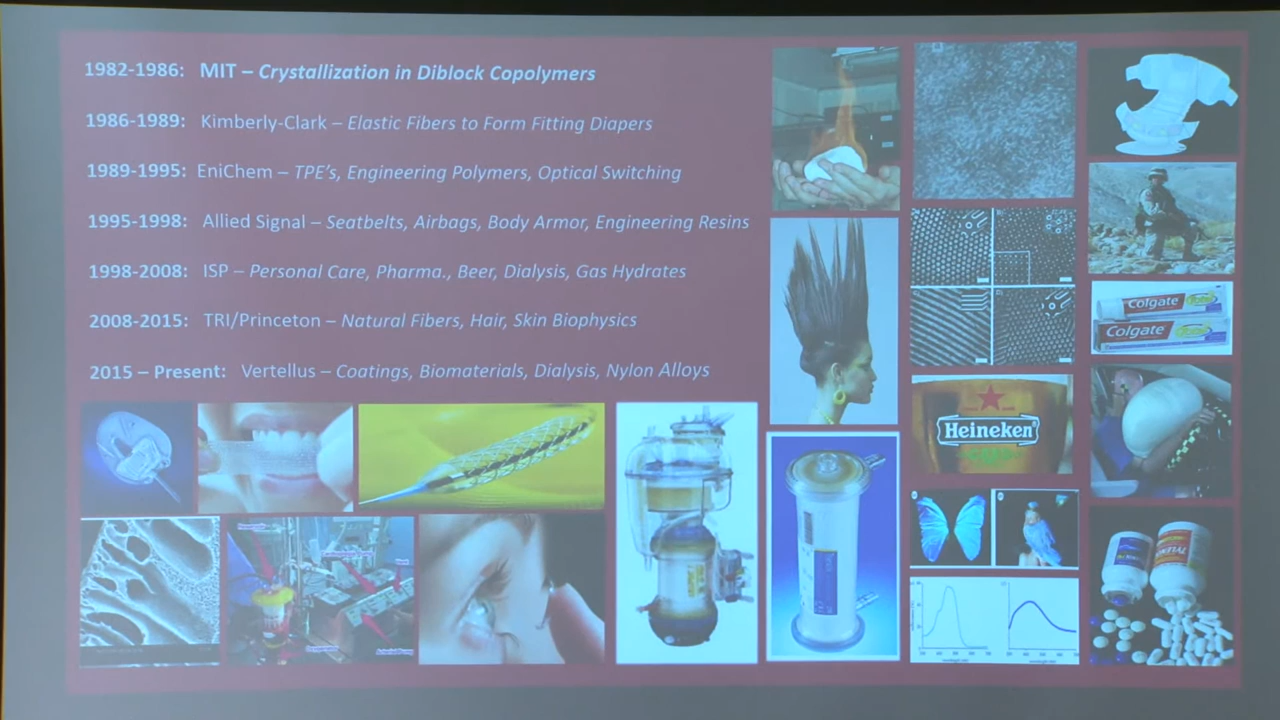 1982-1986: MIT – Crystallization in Diblock Copolymers
1986-1989: Kimberly-Clark – Elastic Fibers to Form Fitting Diapers
1989-1995: EniChem – TPE's, Engineering Polymers, Optical Switching
1995-1998: Allied Signal – Seatbelts, Airbags, Body Armor, Engineering Resins
1998-2008: ISP – Personal Care, Pharma., Beer, Dialysis, Gas Hydrates
2008-2015: TRI/Princeton – Natural Fibers, Hair, Skin Biophysics
2015 – Present: Vertellus – Coatings, Biomaterials, Dialysis, Nylon Alloys
Colgate Total
Colgate Total
Heineken
TYLENOL